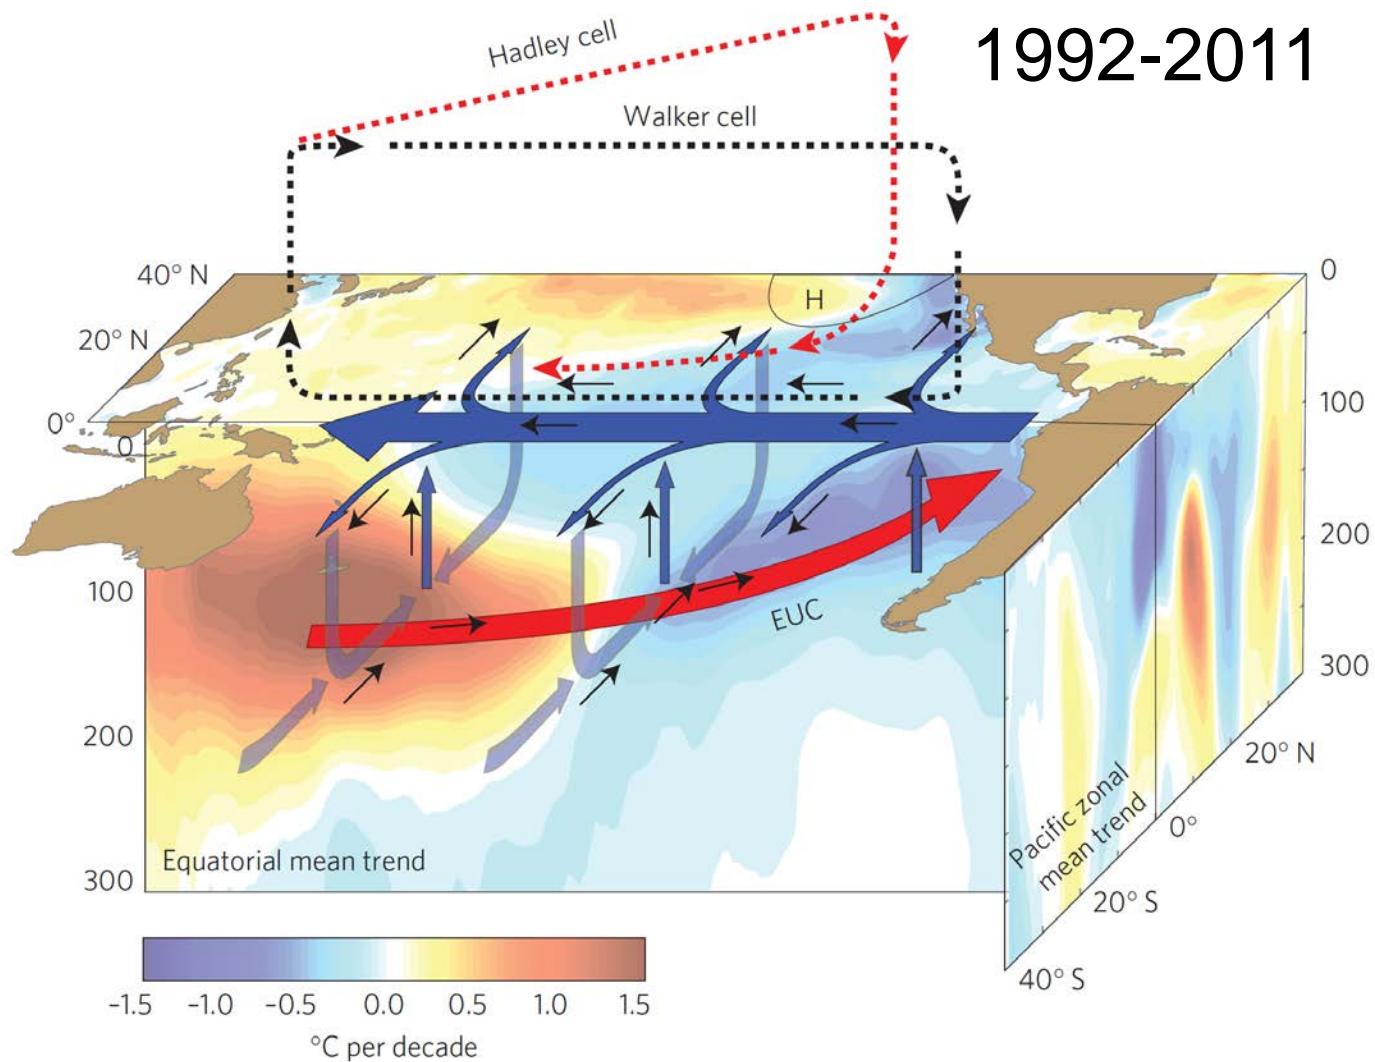 1992-2011
Hadley cell
Walker cell
40° N
H
0
20° N
100
0°
0
200
100
EUC
300
200
20° N
Pacific zonal
mean trend
0°
Equatorial mean trend
300
20° S
40° S
-1.5 -1.0 -0.5 0.0 0.5 1.0 1.5
°C per decade